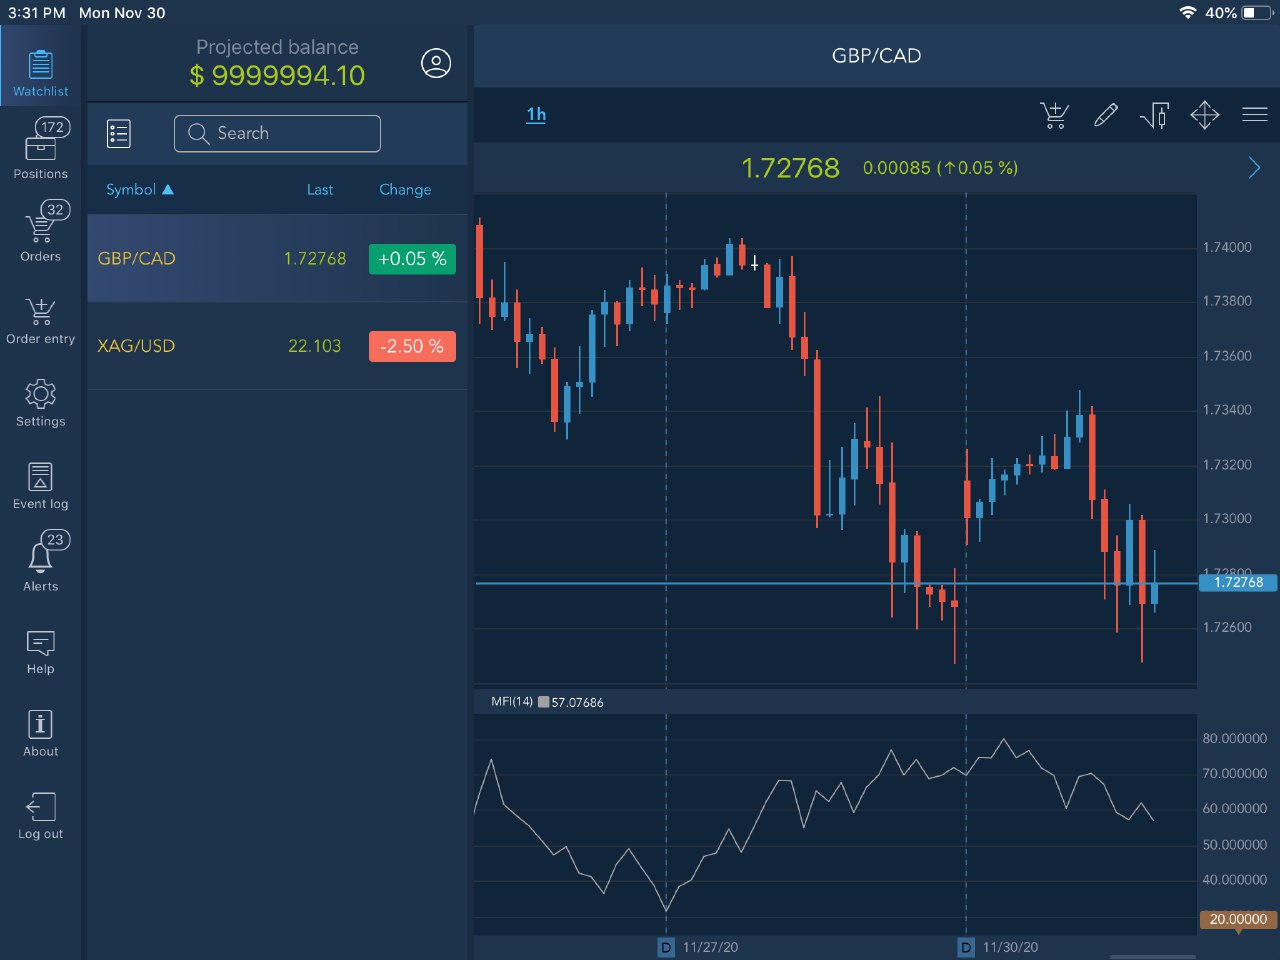 3:31 PM Mon Nov 30
40%
Watchlist
172
Positions
32
Orders
Order entry
Settings
Event log
23
Alerts
Help
About
Log out
Projected balance
$ 9999994.10
Search
Symbol ▲ Last Change
GBP/CAD 1.72768 +0.05 %
XAG/USD 22.103 -2.50 %
GBP/CAD
1h
1.72768 0.00085 (↑0.05 %)
1.74000
1.73800
1.73600
1.73400
1.73200
1.73000
1.72800
1.72768
1.72600
MFI(14) 57.07686
80.000000
70.000000
60.000000
50.000000
40.000000
20.00000
D 11/27/20 D 11/30/20